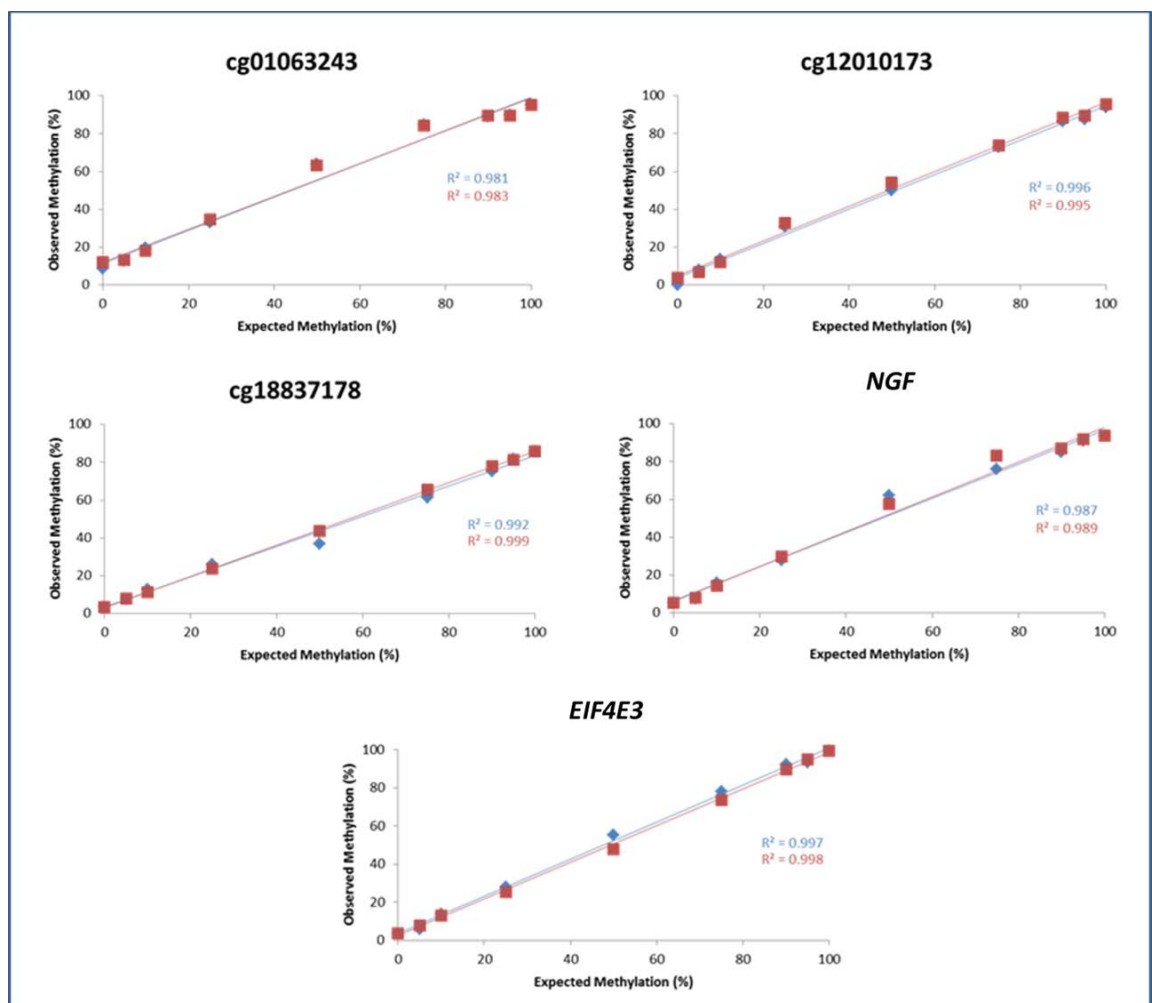 cg01063243
Observed Methylation (%)
100
80
60
40
20
0
R² = 0.981
R² = 0.983
0 20 40 60 80 100
Expected Methylation (%)
cg12010173
Observed Methylation (%)
100
80
60
40
20
0
R² = 0.996
R² = 0.995
0 20 40 60 80 100
Expected Methylation (%)
cg18837178
Observed Methylation (%)
100
80
60
40
20
0
R² = 0.992
R² = 0.999
0 20 40 60 80 100
Expected Methylation (%)
NGF
Observed Methylation (%)
100
80
60
40
20
0
R² = 0.987
R² = 0.989
0 20 40 60 80 100
Expected Methylation (%)
EIF4E3
Observed Methylation (%)
100
80
60
40
20
0
R² = 0.997
R² = 0.998
0 20 40 60 80 100
Expected Methylation (%)